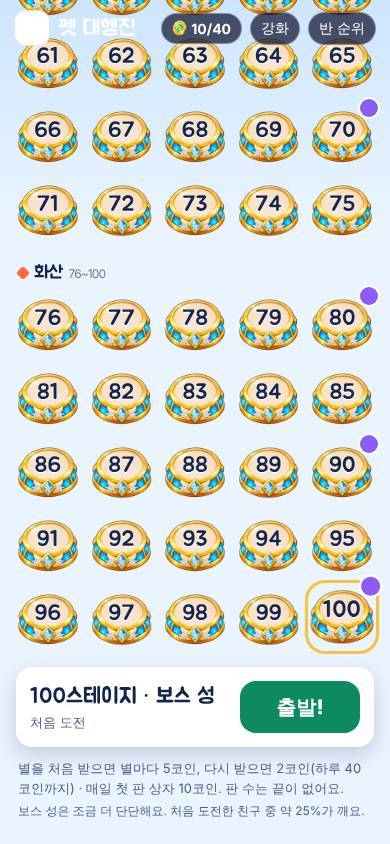 펫 대행진 10/40 강화 반 순위
61 62 63 64 65
66 67 68 69 70
71 72 73 74 75
화산 76~100
76 77 78 79 80
81 82 83 84 85
86 87 88 89 90
91 92 93 94 95
96 97 98 99 100
100스테이지 · 보스 성
처음 도전
출발!
별을 처음 받으면 별마다 5코인, 다시 받으면 2코인(하루 40
코인까지) · 매일 첫 판 상자 10코인. 판 수는 끝이 없어요.
보스 성은 조금 더 단단해요. 처음 도전한 친구 중 약 25%가 깨요.